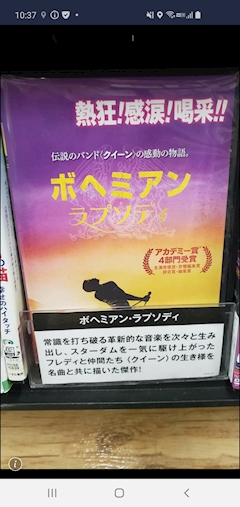 10:37
熱狂!感涙!喝采!!
伝説のバンド〈クイーン〉の感動の物語。
ボヘミアン
ラプソディ
アカデミー賞
4部門受賞
ボヘミアン・ラプソディ
常識を打ち破る革新的な音楽を次々と生み
出し、スターダムを一気に駆け上がった
フレディと仲間たち〈クイーン〉の生き様を
名曲と共に描いた傑作!